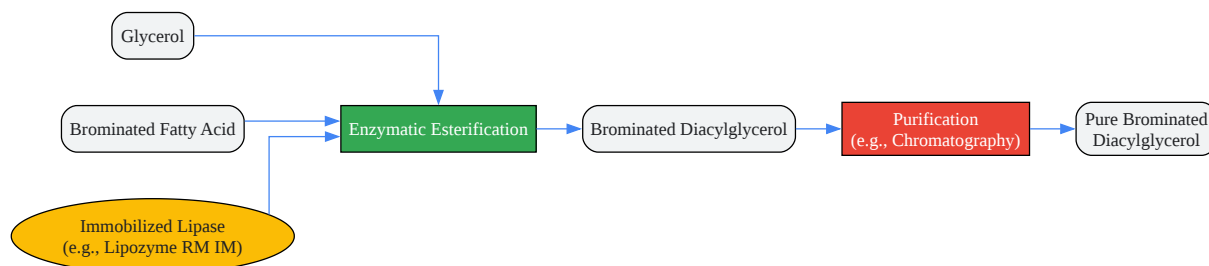 Glycerol
Brominated Fatty Acid
Immobilized Lipase
(e.g., Lipozyme RM IM)
Enzymatic Esterification
Brominated Diacylglycerol
Purification
(e.g., Chromatography)
Pure Brominated
Diacylglycerol